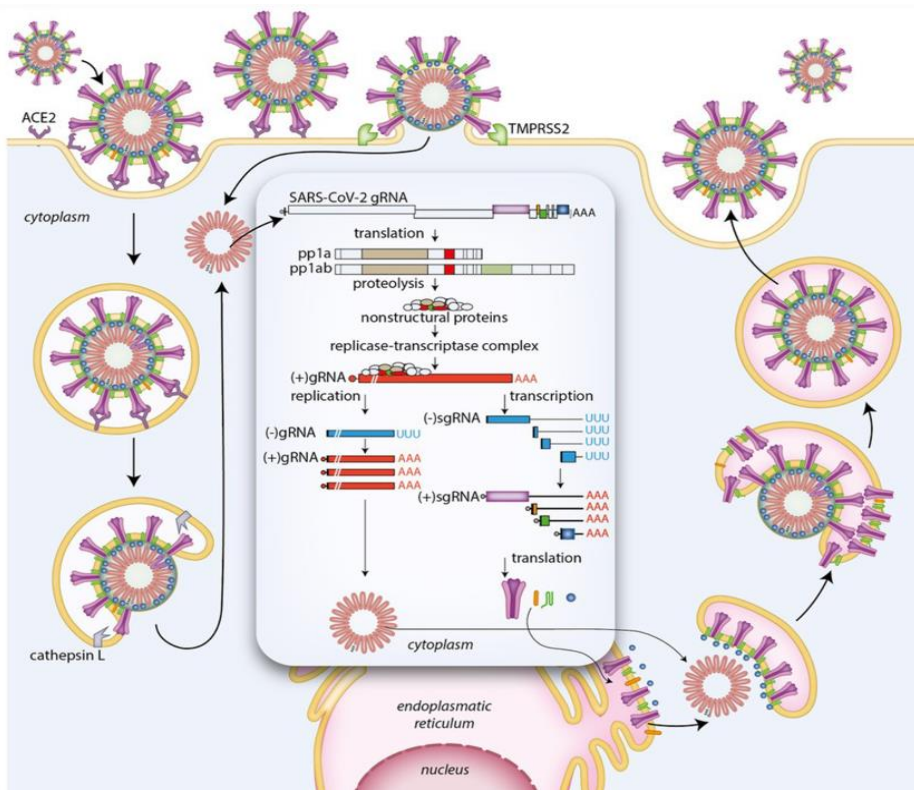 ACE2
TMPRSS2
cytoplasm
SARS-CoV-2 gRNA
AAA
translation
pp1a
pp1ab
proteolysis
nonstructural proteins
replicase-transcriptase complex
(+)gRNA
AAA
replication
transcription
(-)sgRNA
UUU
UUU
UUU
UUU
(-)gRNA
UUU
(+)gRNA
AAA
AAA
AAA
(+)sgRNA
AAA
AAA
AAA
AAA
translation
cathepsin L
cytoplasm
endoplasmatic
reticulum
nucleus